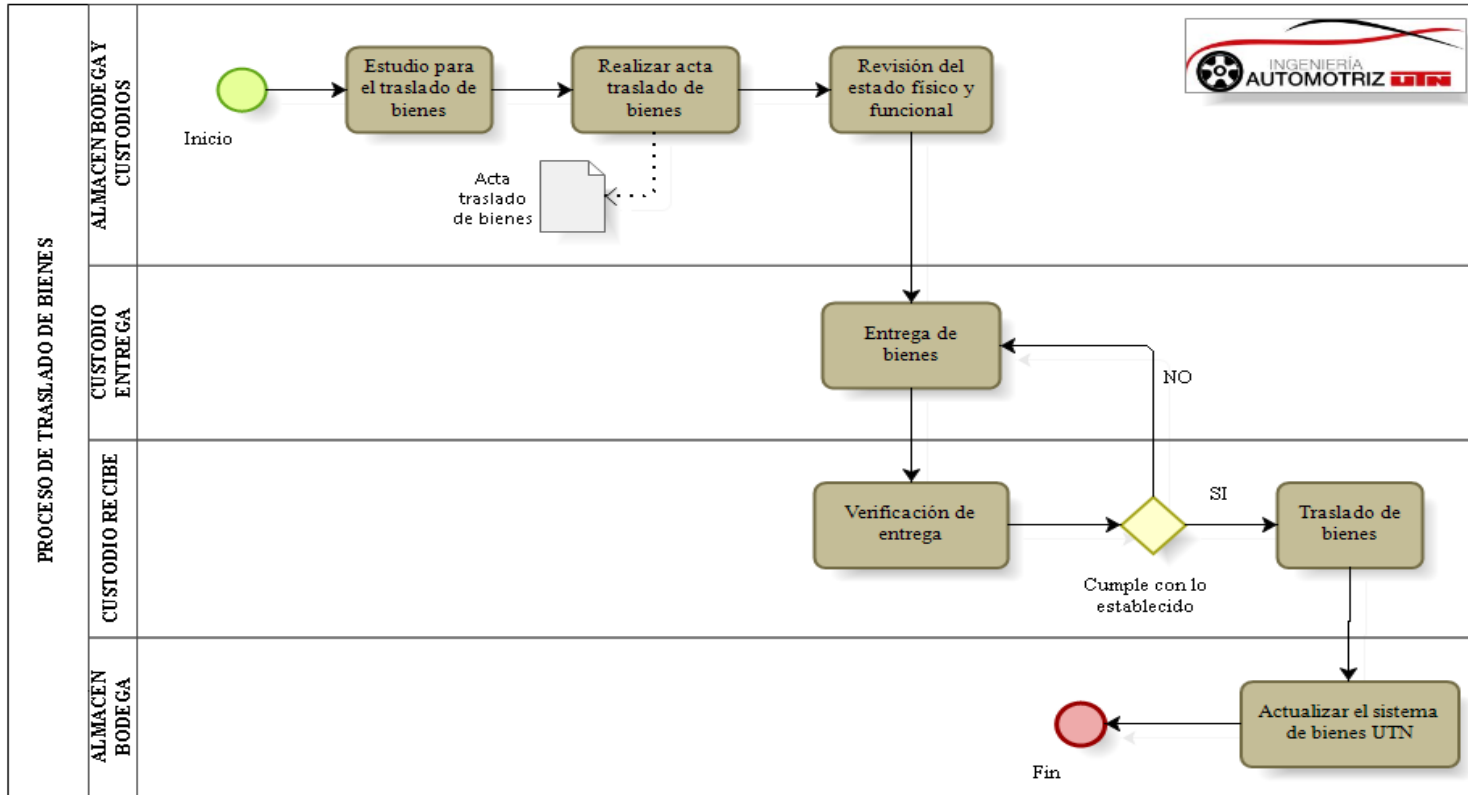 PROCESO DE TRASLADO DE BIENES
ALMACEN BODEGA Y
CUSTODIOS
Inicio
Estudio para
el traslado de
bienes
Realizar acta
traslado de
bienes
Revisión del
estado físico y
funcional
INGENIERÍA
AUTOMOTRIZ UTN
Acta
traslado
de bienes
CUSTODIO
ENTREGA
Entrega de
bienes
NO
CUSTODIO RECIBE
Verificación de
entrega
SI
Cumple con lo
establecido
Traslado de
bienes
ALMACEN
BODEGA
Actualizar el sistema
de bienes UTN
Fin